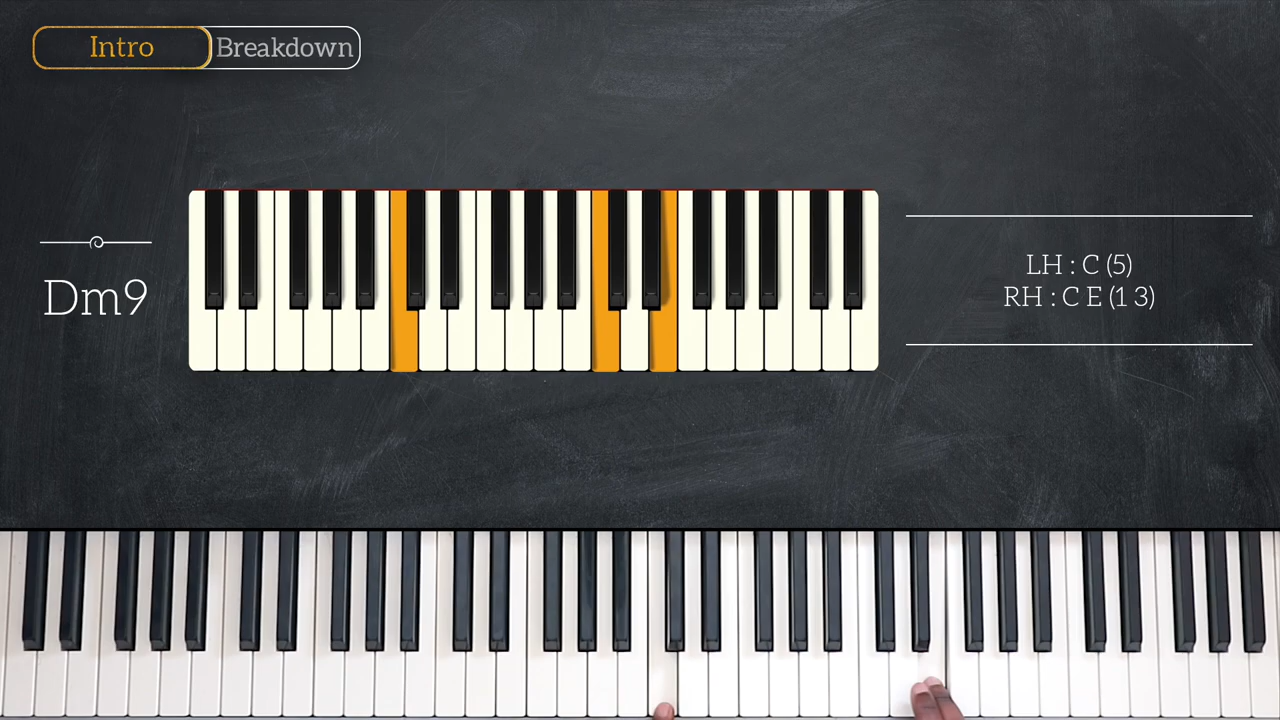 Intro
Breakdown
Dm9
LH : C (5)
RH : C E (1 3)